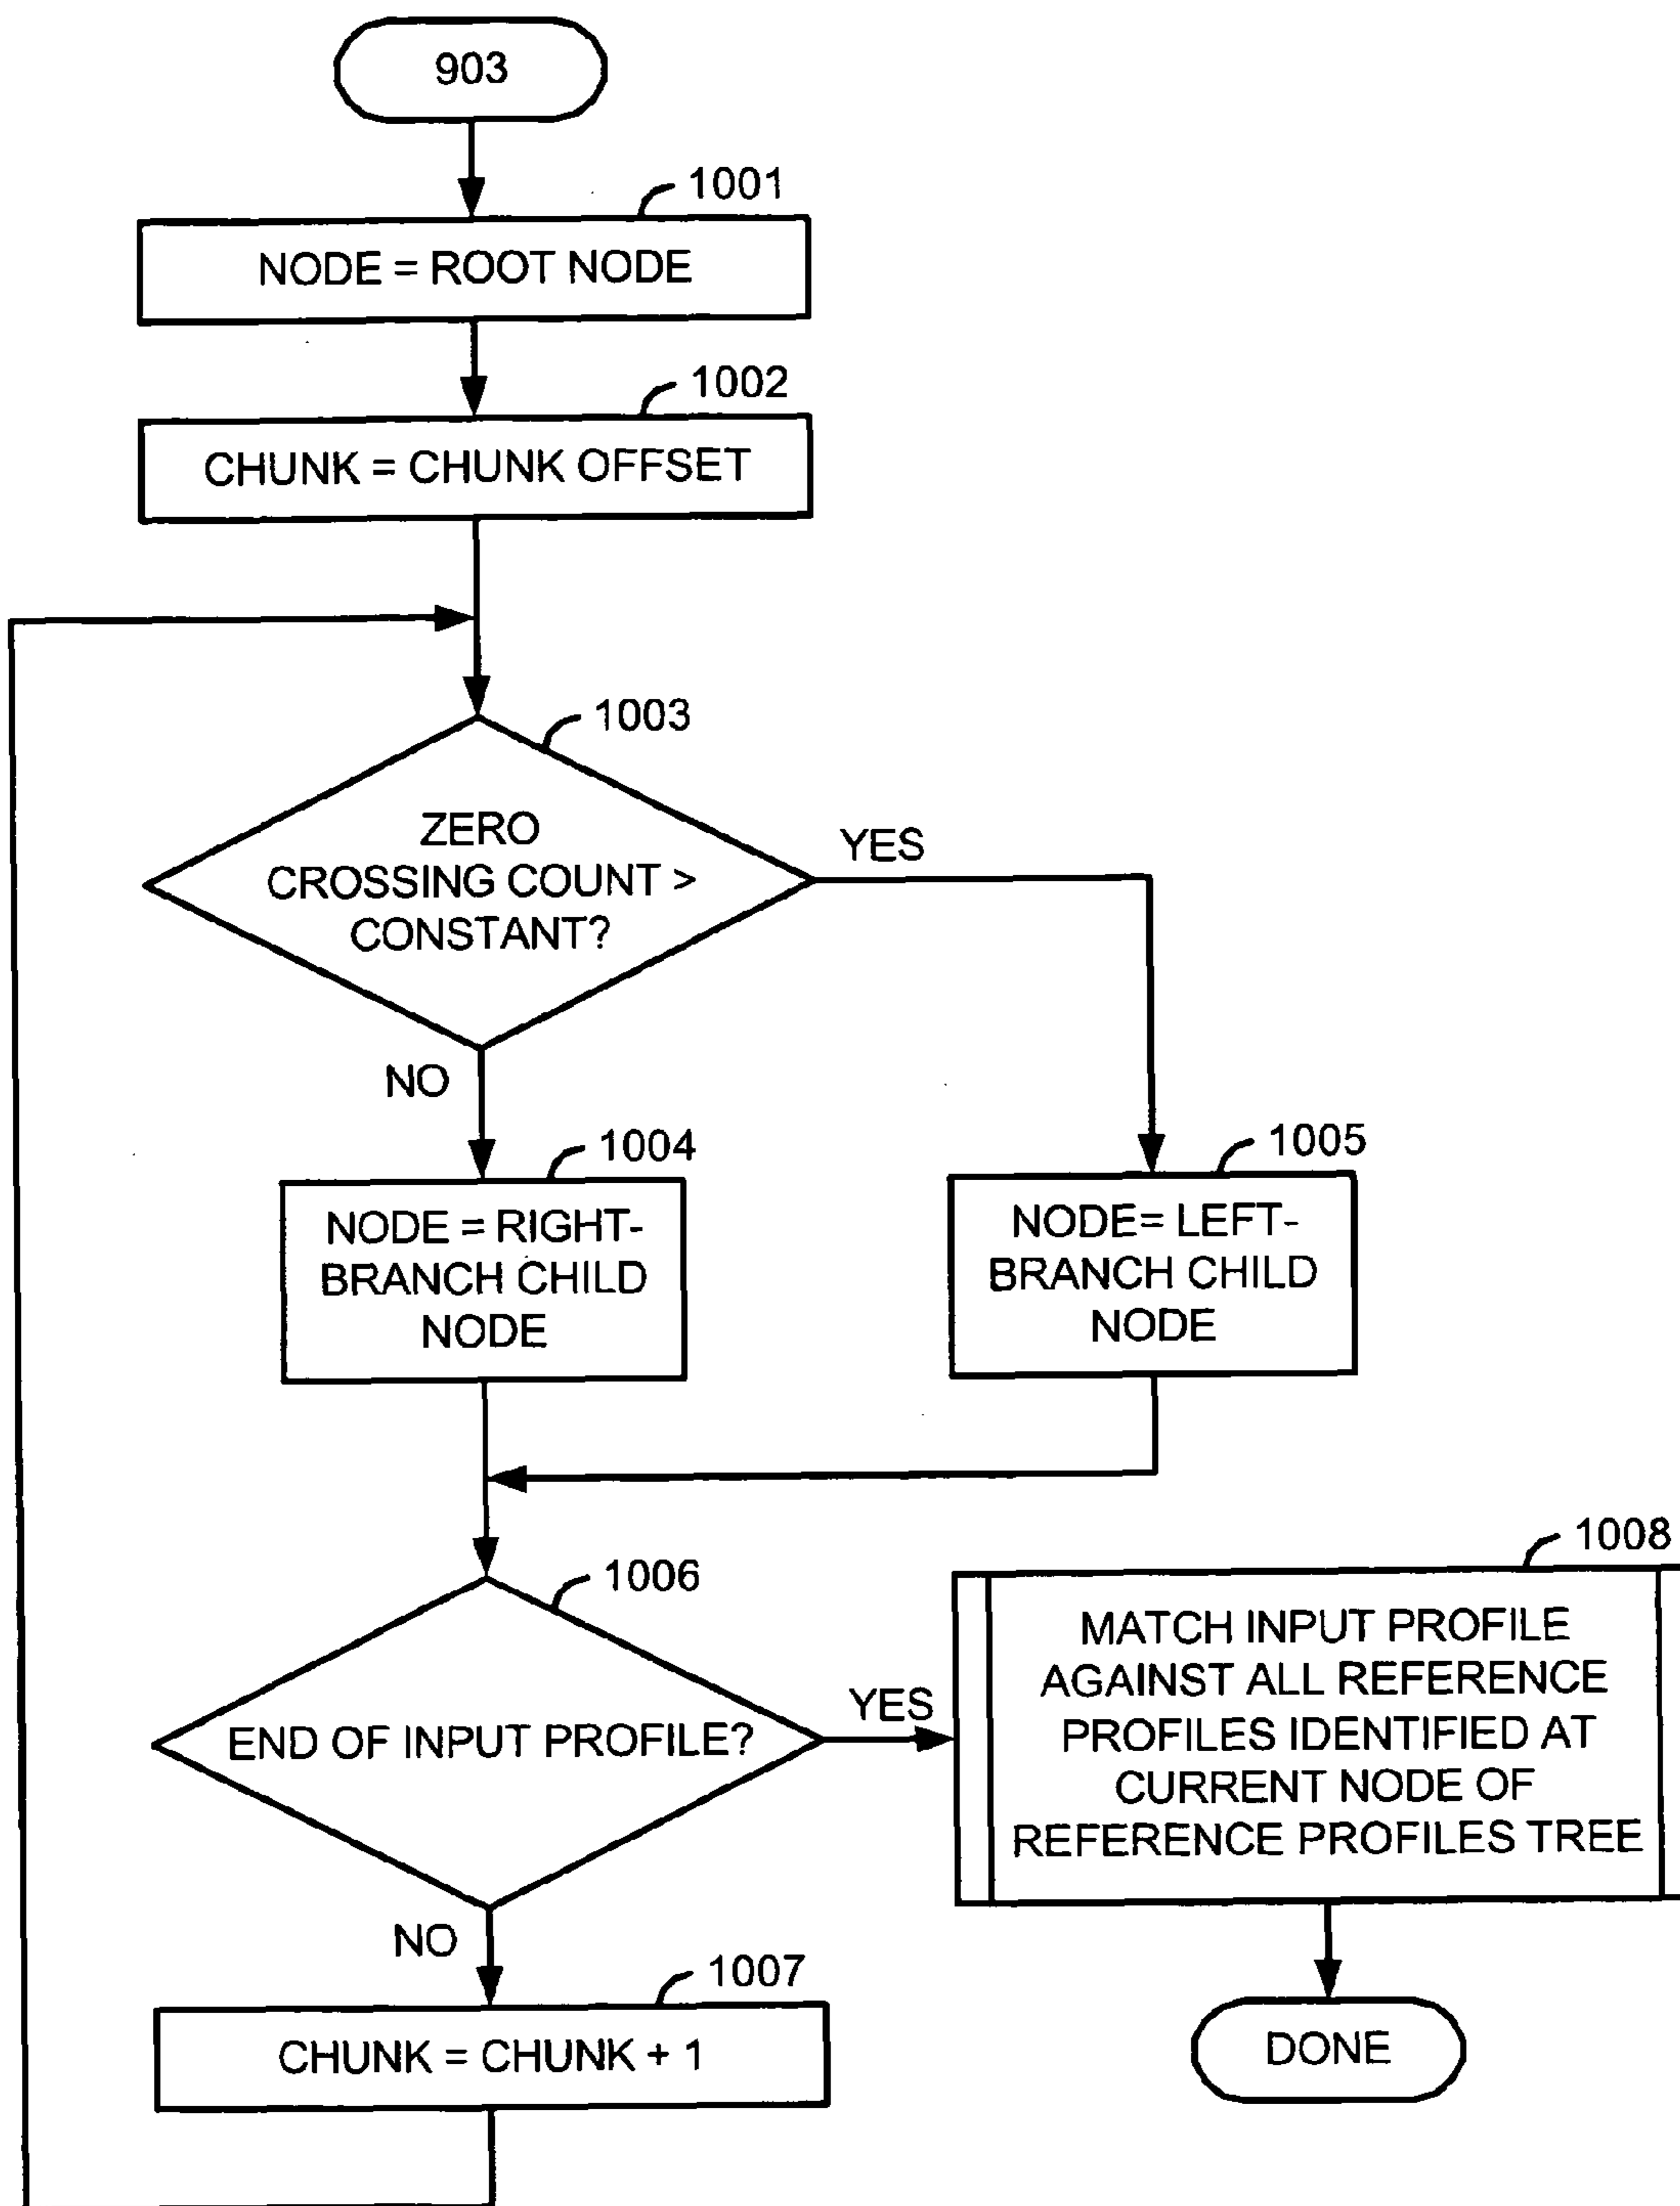 903
1001
NODE = ROOT NODE
1002
CHUNK = CHUNK OFFSET
1003
ZERO
CROSSING COUNT >
CONSTANT?
YES
NO
1004
NODE = RIGHT-
BRANCH CHILD
NODE
1005
NODE= LEFT-
BRANCH CHILD
NODE
1006
END OF INPUT PROFILE?
YES
1008
MATCH INPUT PROFILE
AGAINST ALL REFERENCE
PROFILES IDENTIFIED AT
CURRENT NODE OF
REFERENCE PROFILES TREE
NO
1007
CHUNK = CHUNK + 1
DONE